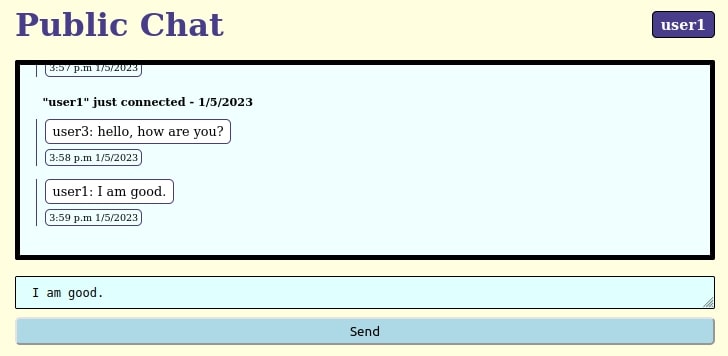 Public Chat
user1
3:57 p.m 1/5/2023
"user1" just connected - 1/5/2023
user3: hello, how are you?
3:58 p.m 1/5/2023
user1: I am good.
3:59 p.m 1/5/2023
I am good.
Send